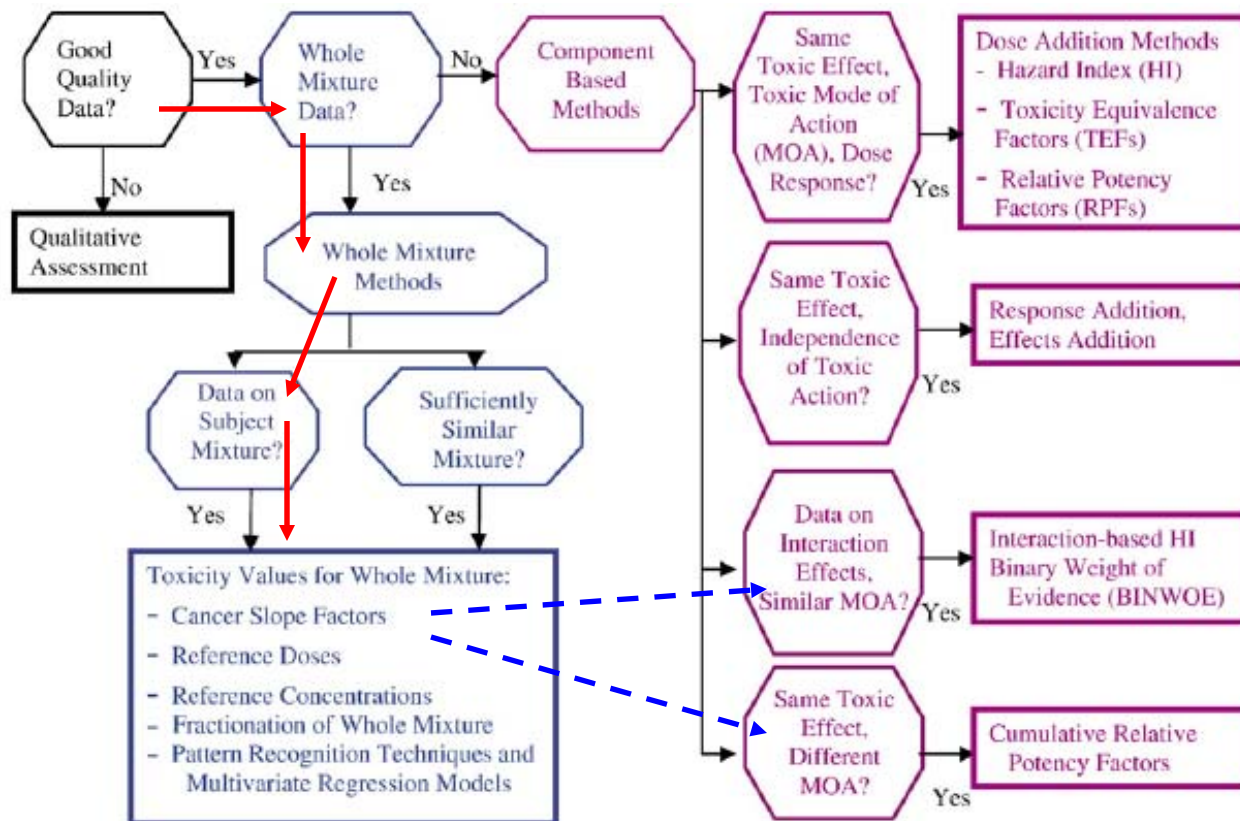 Good
Quality
Data?
Yes
Whole
Mixture
Data?
No
Component
Based
Methods
Same
Toxic Effect,
Toxic Mode of
Action
(MOA), Dose
Response?
Yes
Dose Addition Methods
- Hazard Index (HI)
- Toxicity Equivalence
Factors (TEFs)
- Relative Potency
Factors (RPFs)
No
Yes
Qualitative
Assessment
Whole Mixture
Methods
Same Toxic
Effect,
Independence
of Toxic
Action?
Yes
Response Addition,
Effects Addition
Data on
Subject
Mixture?
Sufficiently
Similar
Mixture?
Yes
Yes
Data on
Interaction
Effects,
Similar MOA?
Yes
Interaction-based HI
Binary Weight of
Evidence (BINWOE)
Toxicity Values for Whole Mixture:
- Cancer Slope Factors
- Reference Doses
- Reference Concentrations
- Fractionation of Whole Mixture
- Pattern Recognition Techniques and
Multivariate Regression Models
Same Toxic
Effect,
Different
MOA?
Yes
Cumulative Relative
Potency Factors